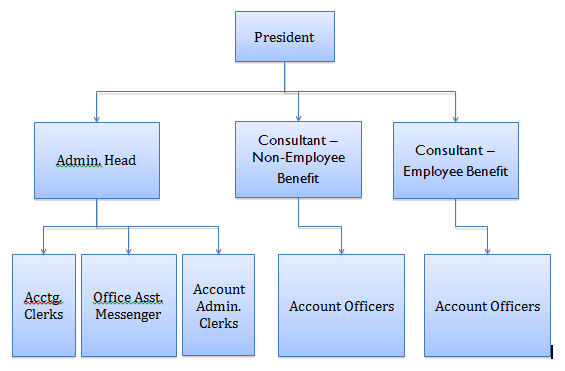 President
Admin. Head
Consultant –
Non-Employee
Benefit
Consultant –
Employee Benefit
Acctg.
Clerks
Office Asst.
Messenger
Account
Admin.
Clerks
Account Officers
Account Officers